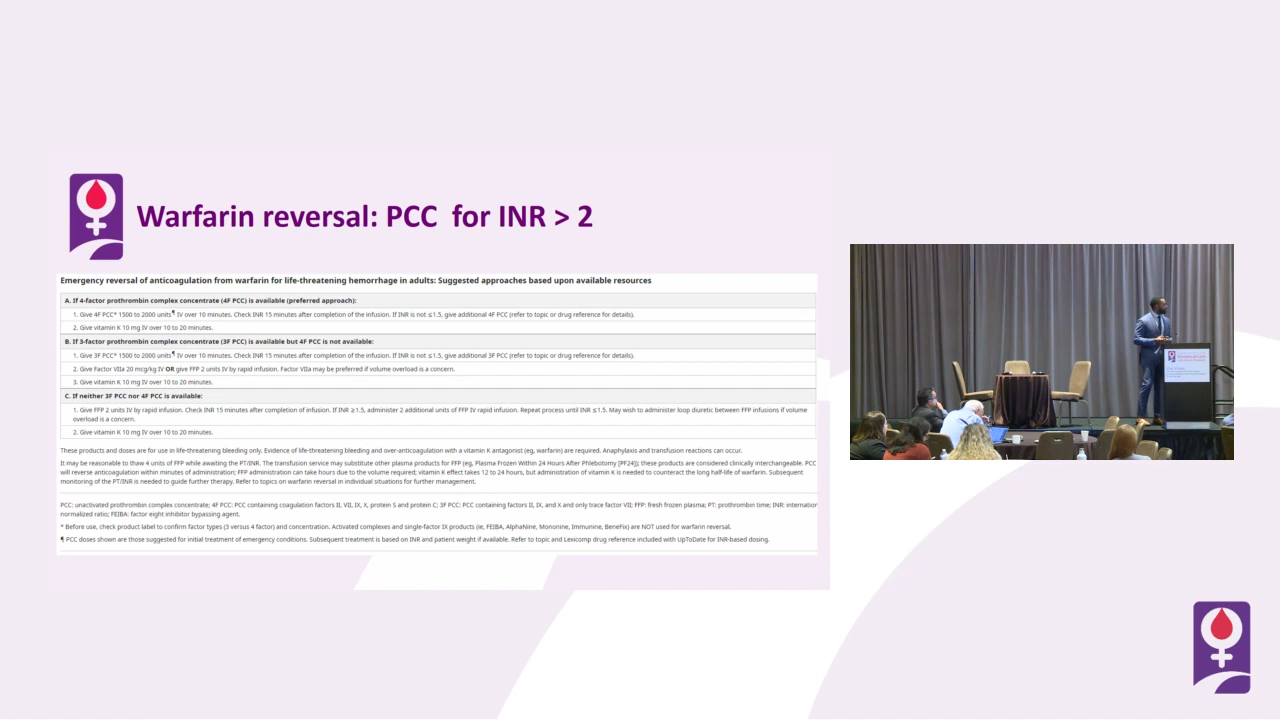 Warfarin reversal: PCC for INR > 2
Emergency reversal of anticoagulation from warfarin for life-threatening hemorrhage in adults: Suggested approaches based upon available resources
A. If 4-factor prothrombin complex concentrate (4F PCC) is available (preferred approach):
1. Give 4F PCC* 1500 to 2000 units¶ IV over 10 minutes. Check INR 15 minutes after completion of the infusion. If INR is not ≤1.5, give additional 4F PCC (refer to topic or drug reference for details).
2. Give vitamin K 10 mg IV over 10 to 20 minutes.
B. If 3-factor prothrombin complex concentrate (3F PCC) is available but 4F PCC is not available:
1. Give 3F PCC* 1500 to 2000 units¶ IV over 10 minutes. Check INR 15 minutes after completion of the infusion. If INR is not ≤1.5, give additional 3F PCC (refer to topic or drug reference for details).
2. Give Factor VIIa 20 mcg/kg IV OR give FFP 2 units IV by rapid infusion. Factor VIIa may be preferred if volume overload is a concern.
3. Give vitamin K 10 mg IV over 10 to 20 minutes.
C. If neither 3F PCC nor 4F PCC is available:
1. Give FFP 2 units IV by rapid infusion. Check INR 15 minutes after completion of infusion. If INR ≥1.5, administer 2 additional units of FFP IV rapid infusion. Repeat process until INR ≤1.5. May wish to administer loop diuretic between FFP infusions if volume
overload is a concern.
2. Give vitamin K 10 mg IV over 10 to 20 minutes.
These products and doses are for use in life-threatening bleeding only. Evidence of life-threatening bleeding and over-anticoagulation with a vitamin K antagonist (eg, warfarin) are required. Anaphylaxis and transfusion reactions can occur.
It may be reasonable to thaw 4 units of FFP while awaiting the PT/INR. The transfusion service may substitute other plasma products for FFP (eg, Plasma Frozen Within 24 Hours After Phlebotomy [PF24]); these products are considered clinically interchangeable. PCC
will reverse anticoagulation within minutes of administration; FFP administration can take hours due to the volume required; vitamin K effect takes 12 to 24 hours, but administration of vitamin K is needed to counteract the long half-life of warfarin. Subsequent
monitoring of the PT/INR is needed to guide further therapy. Refer to topics on warfarin reversal in individual situations for further management.
PCC: unactivated prothrombin complex concentrate; 4F PCC: PCC containing coagulation factors II, VII, IX, X, protein S and protein C; 3F PCC: PCC containing factors II, IX, and X and only trace factor VII; FFP: fresh frozen plasma; PT: prothrombin time; INR: internation
normalized ratio; FEIBA: factor eight inhibitor bypassing agent.
* Before use, check product label to confirm factor types (3 versus 4 factor) and concentration. Activated complexes and single-factor IX products (ie, FEIBA, AlphaNine, Mononine, Immunine, BeneFix) are NOT used for warfarin reversal.
¶ PCC doses shown are those suggested for initial treatment of emergency conditions. Subsequent treatment is based on INR and patient weight if available. Refer to topic and Lexicomp drug reference included with UpToDate for INR-based dosing.